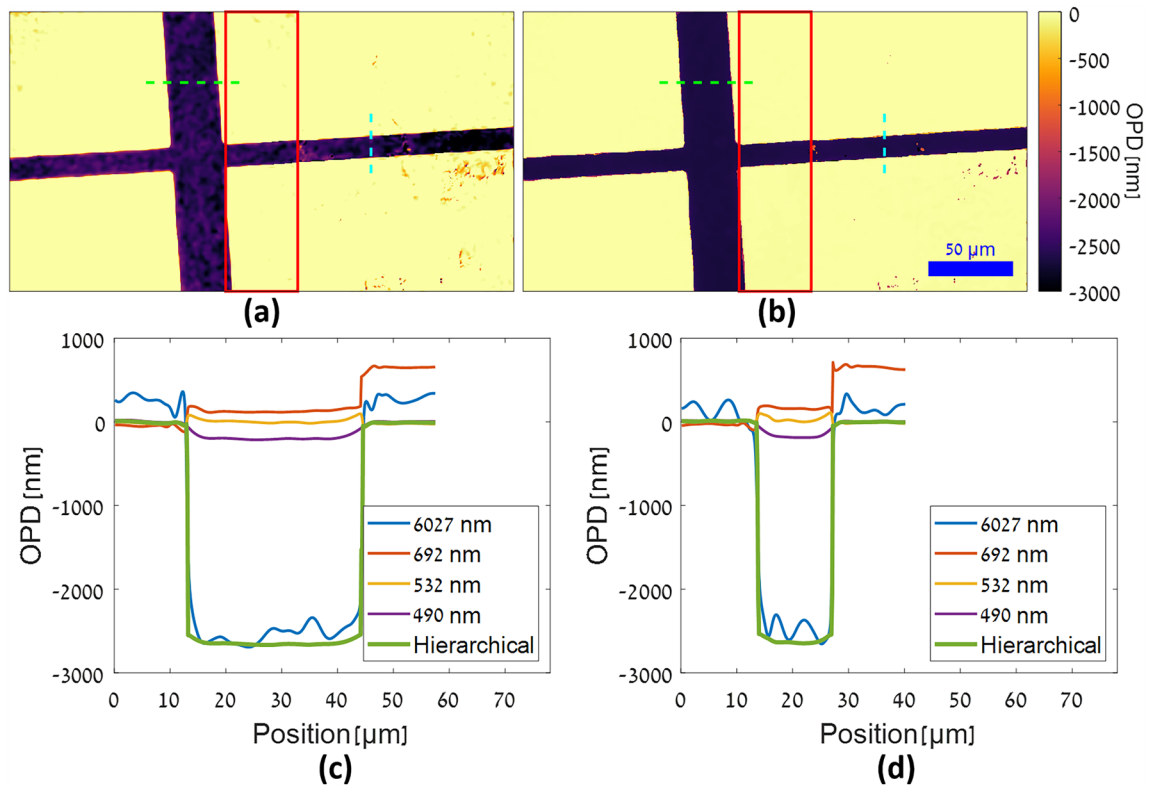 0
-500
-1000
-1500
-2000
-2500
-3000
OPD [nm]
50 µm
(a)
(b)
1000
0
-1000
-2000
-3000
OPD [nm]
6027 nm
692 nm
532 nm
490 nm
Hierarchical
0 10 20 30 40 50 60 70
Position [µm]
(c)
1000
0
-1000
-2000
-3000
OPD [nm]
6027 nm
692 nm
532 nm
490 nm
Hierarchical
0 10 20 30 40 50 60 70
Position [µm]
(d)